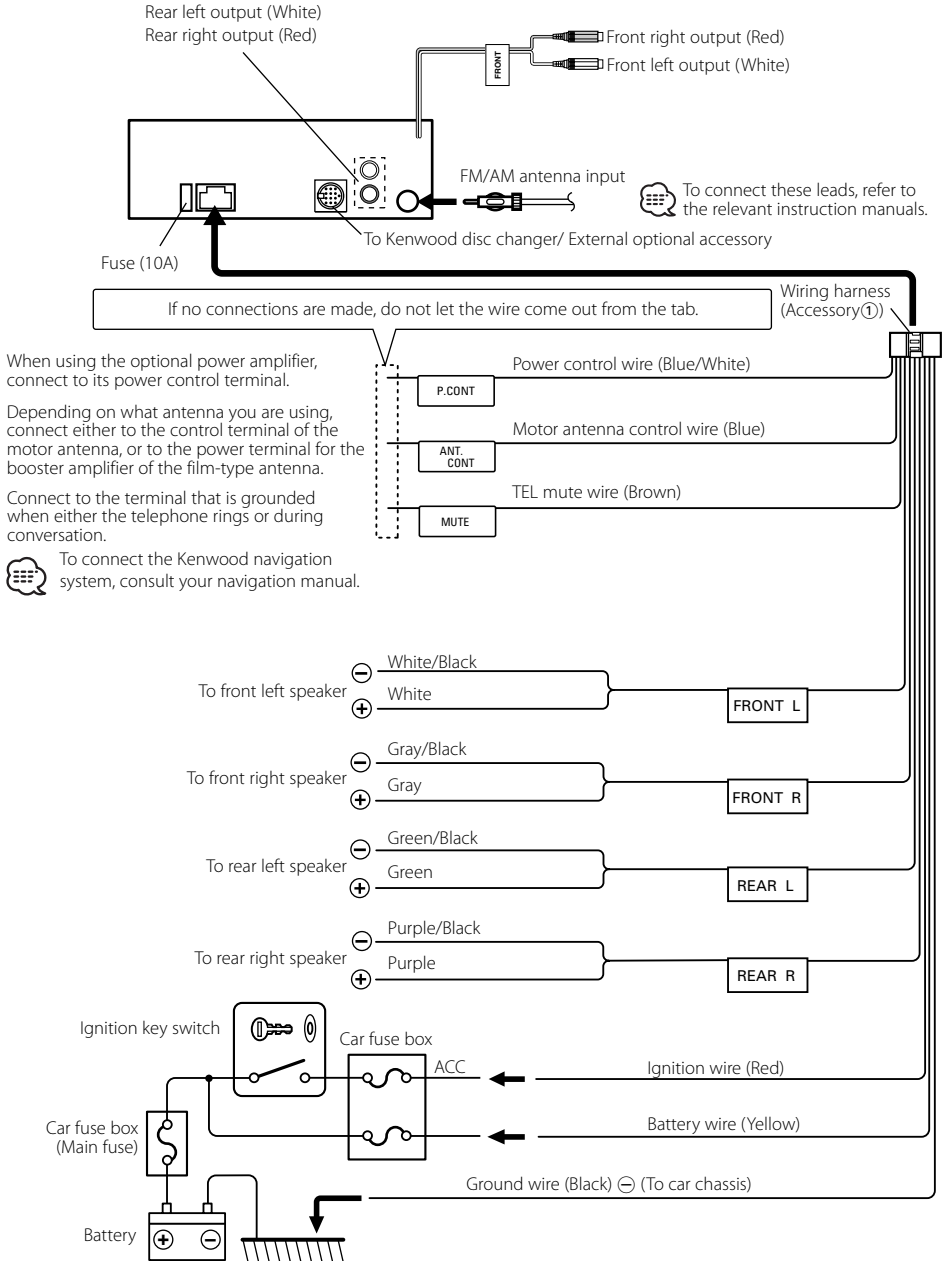 Rear left output (White)
Rear right output (Red)
FRONT
Front right output (Red)
Front left output (White)
FM/AM antenna input
To connect these leads, refer to
the relevant instruction manuals.
To Kenwood disc changer/ External optional accessory
Fuse (10A)
If no connections are made, do not let the wire come out from the tab.
Wiring harness
(Accessory①)
When using the optional power amplifier,
connect to its power control terminal.
Power control wire (Blue/White)
P.CONT
Depending on what antenna you are using,
connect either to the control terminal of the
motor antenna, or to the power terminal for the
booster amplifier of the film-type antenna.
Motor antenna control wire (Blue)
ANT.
CONT
Connect to the terminal that is grounded
when either the telephone rings or during
conversation.
TEL mute wire (Brown)
MUTE
To connect the Kenwood navigation
system, consult your navigation manual.
To front left speaker
⊖ White/Black
⊕ White
FRONT L
To front right speaker
⊖ Gray/Black
⊕ Gray
FRONT R
To rear left speaker
⊖ Green/Black
⊕ Green
REAR L
To rear right speaker
⊖ Purple/Black
⊕ Purple
REAR R
Ignition key switch
Car fuse box
ACC
Ignition wire (Red)
Car fuse box
(Main fuse)
Battery wire (Yellow)
Ground wire (Black) ⊖ (To car chassis)
Battery
⊕ ⊖